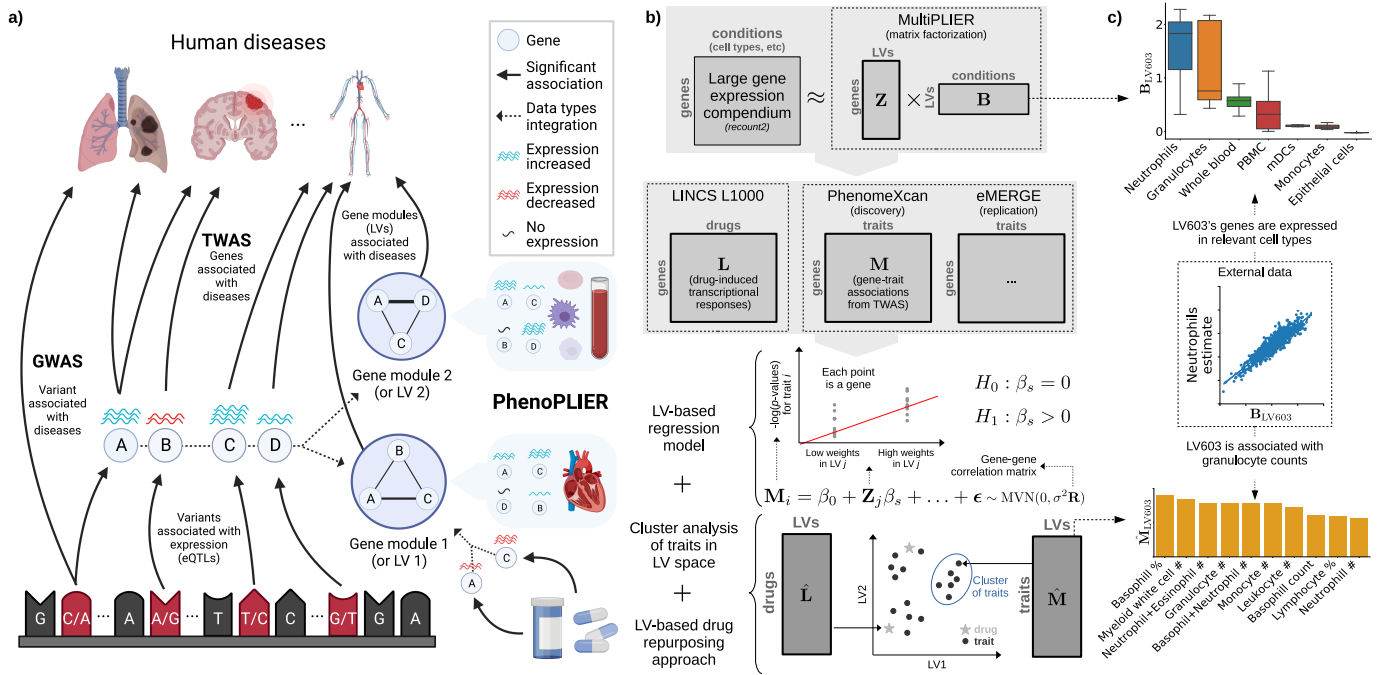 a)
Human diseases
...
GWAS
Variant
associated with
diseases
TWAS
Genes
associated
with
diseases
Gene modules
(LVs)
associated
with diseases
Gene
Significant
association
Data types
integration
Expression
increased
Expression
decreased
No
expression
A
D
C
Gene module 2
(or LV 2)
A
C
B
D
PhenoPLIER
A
B
C
D
B
A
C
Gene module 1
(or LV 1)
A
C
D
B
Variants
associated with
expression
(eQTLs)
C
A
G
C/A
...
A
A/G
...
T
T/C
C
...
G/T
G
A
b)
conditions
(cell types, etc)
genes
Large gene
expression
compendium
(recount2)
≈
MultiPLIER
(matrix factorization)
LVs
genes
Z
×
LVs
conditions
B
LINCS L1000
drugs
genes
L
(drug-induced
transcriptional
responses)
PhenomeXcan
(discovery)
traits
genes
M
(gene-trait
associations
from TWAS)
eMERGE
(replication)
traits
genes
...
LV-based
regression
model
-log(p-values)
for trait i
Each point
is a gene
Low weights
in LV j
High weights
in LV j
H₀ : βₛ = 0
H₁ : βₛ > 0
Gene-gene
correlation matrix
Mᵢ = β₀ + Zⱼβₛ + … + ϵ ∼ MVN(0, σ²R)
+
Cluster analysis
of traits in
LV space
+
LV-based drug
repurposing
approach
LVs
drugs
L̂
LV2
LV1
Cluster
of traits
drug
trait
LVs
traits
M̂
c)
B_LV603
2
1
0
Neutrophils
Granulocytes
Whole blood
PBMC
mDCs
Monocytes
Epithelial cells
LV603's genes are expressed
in relevant cell types
External data
Neutrophils
estimate
B_LV603
LV603 is associated with
granulocyte counts
M̂_LV603
Basophill %
Myeloid white cell #
Neutrophil+Eosinophil #
Granulocyte #
Basophil+Neutrophil #
Monocyte #
Leukocyte #
Basophill count
Lymphocyte %
Neutrophill #